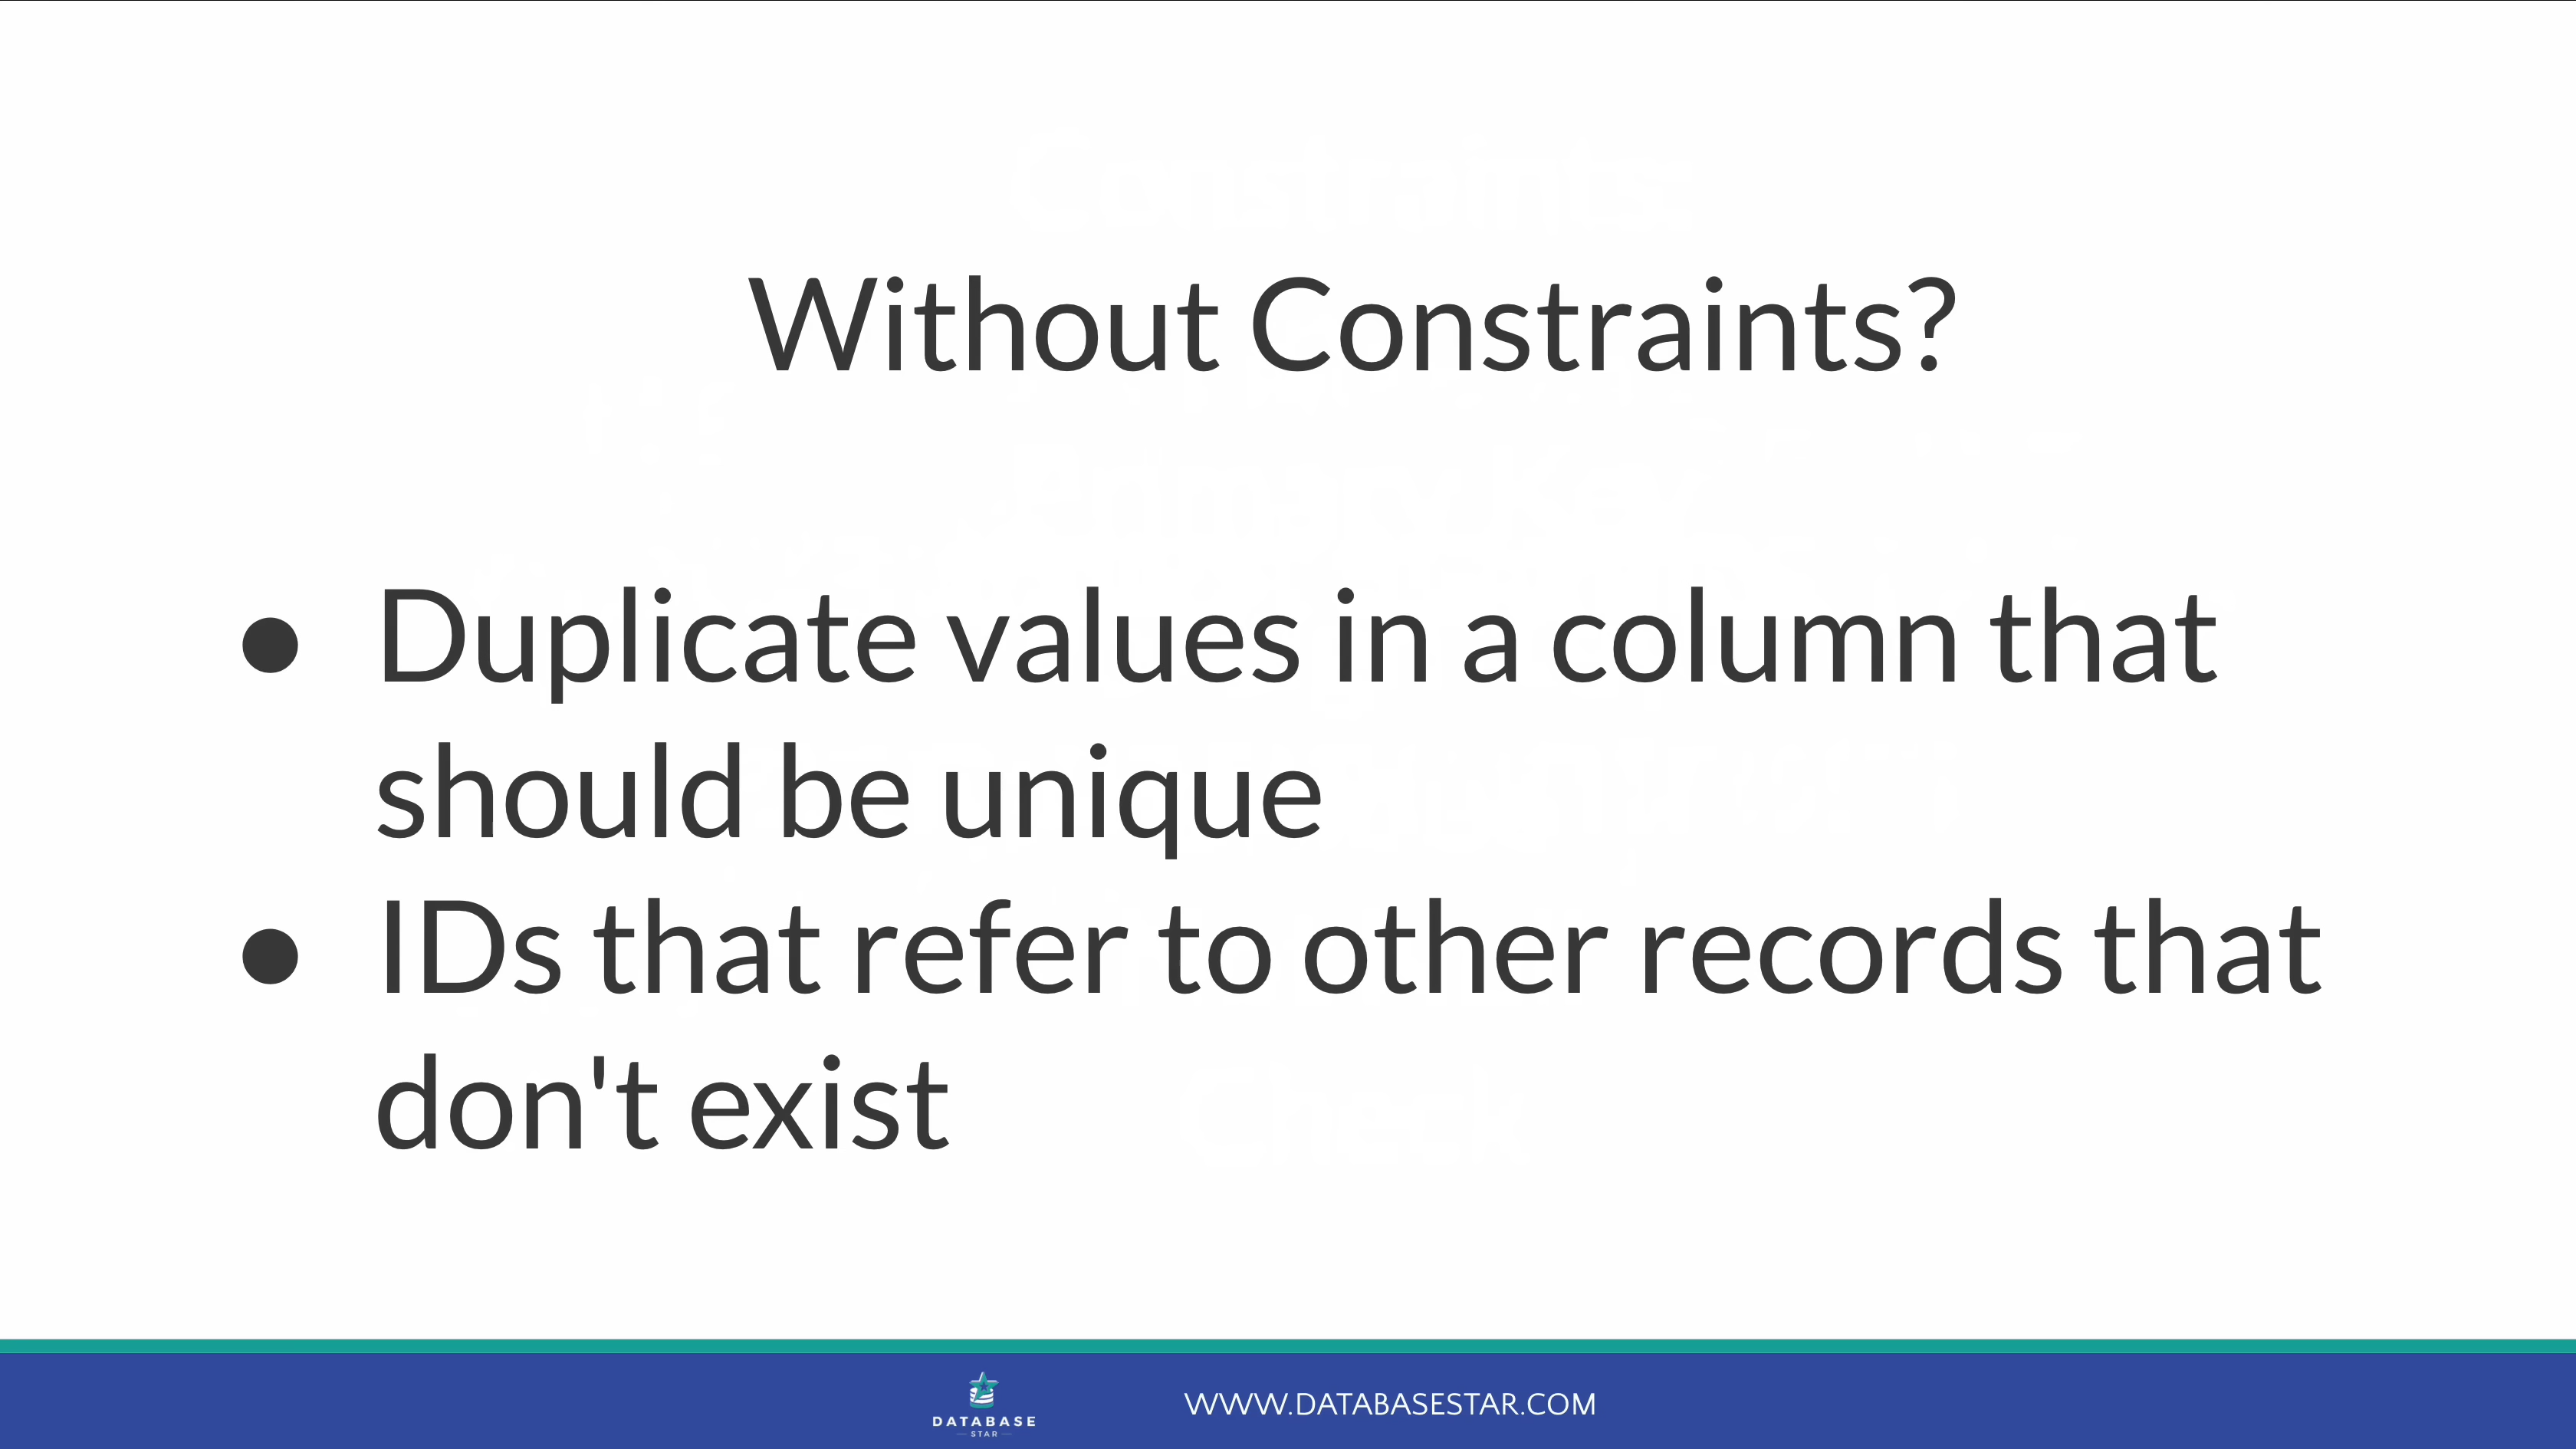 Without Constraints?
● Duplicate values in a column that
should be unique
● IDs that refer to other records that
don't exist
DATABASE
STAR
WWW.DATABASESTAR.COM